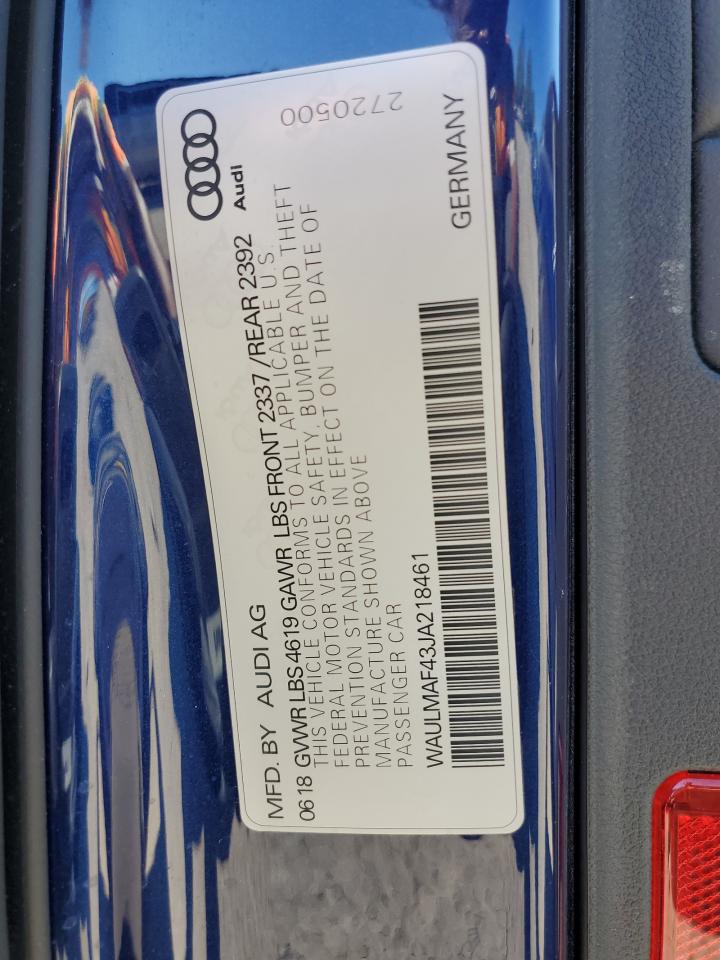 MFD. BY AUDI AG
Audi
0618 GVWR LBS 4619 GAWR LBS FRONT 2337 /REAR 2392
THIS VEHICLE CONFORMS TO ALL APPLICABLE U.S.
FEDERAL MOTOR VEHICLE SAFETY, BUMPER AND THEFT
PREVENTION STANDARDS IN EFFECT ON THE DATE OF
MANUFACTURE SHOWN ABOVE
PASSENGER CAR
2720500
WAULMAF43JA218461
GERMANY